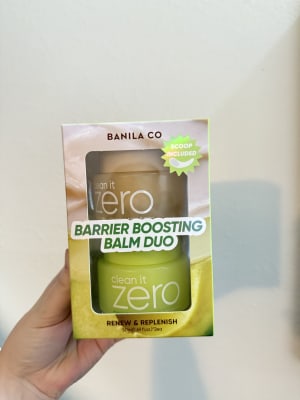 BANILA CO
SCOOP
INCLUDED
clean it
zero
BARRIER BOOSTING
BALM DUO
clean it
zero
RENEW & REPLENISH